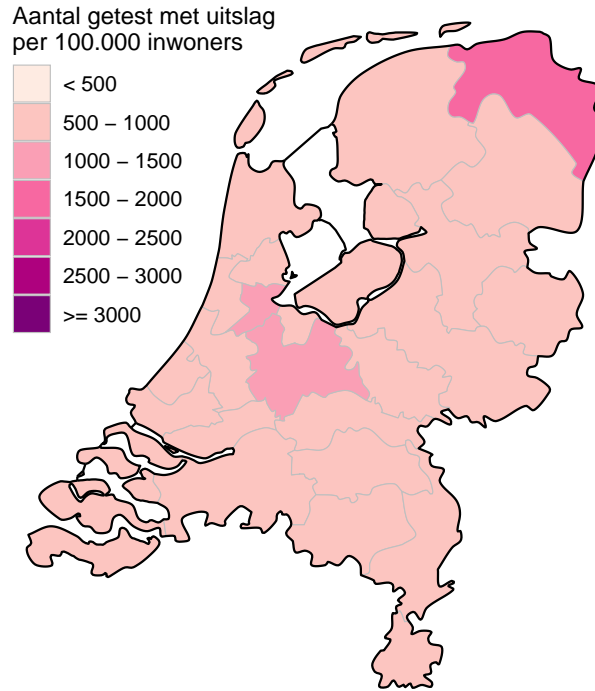 Aantal getest met uitslag
per 100.000 inwoners
< 500
500 – 1000
1000 – 1500
1500 – 2000
2000 – 2500
2500 – 3000
>= 3000